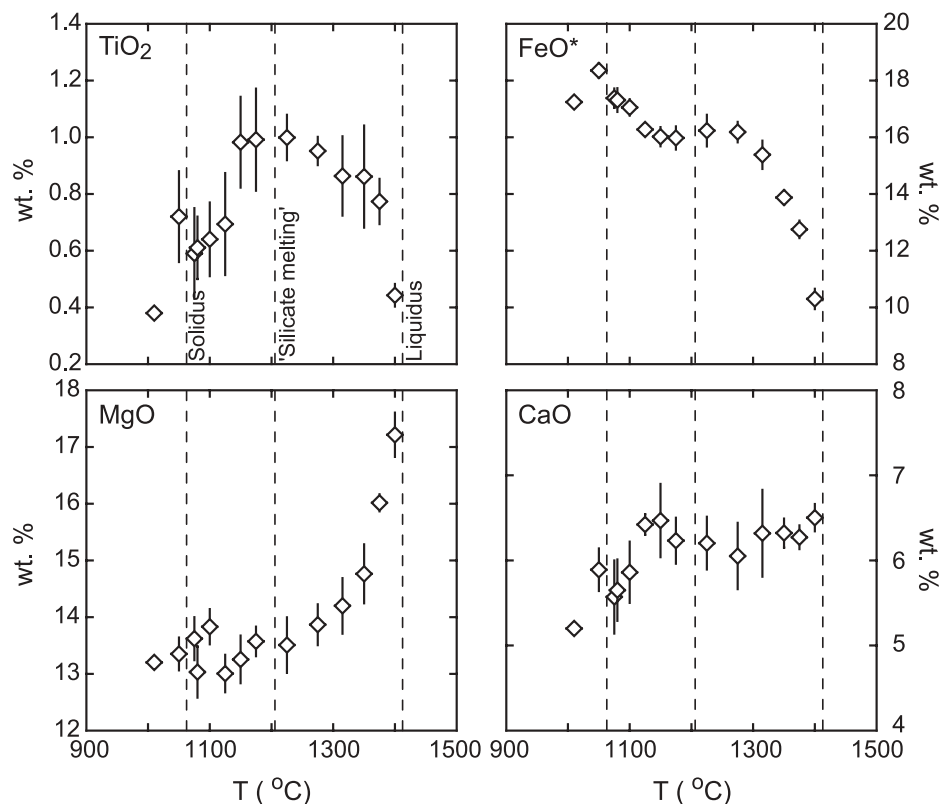 TiO2
FeO*
1.4
1.2
1.0
0.8
0.6
0.4
0.2
wt. %
Solidus
'Silicate melting'
Liquidus
20
18
16
14
12
10
8
wt. %
MgO
CaO
18
17
16
15
14
13
12
wt. %
8
7
6
5
4
wt. %
900 1100 1300 1500
900 1100 1300 1500
T ( °C)
T ( °C)